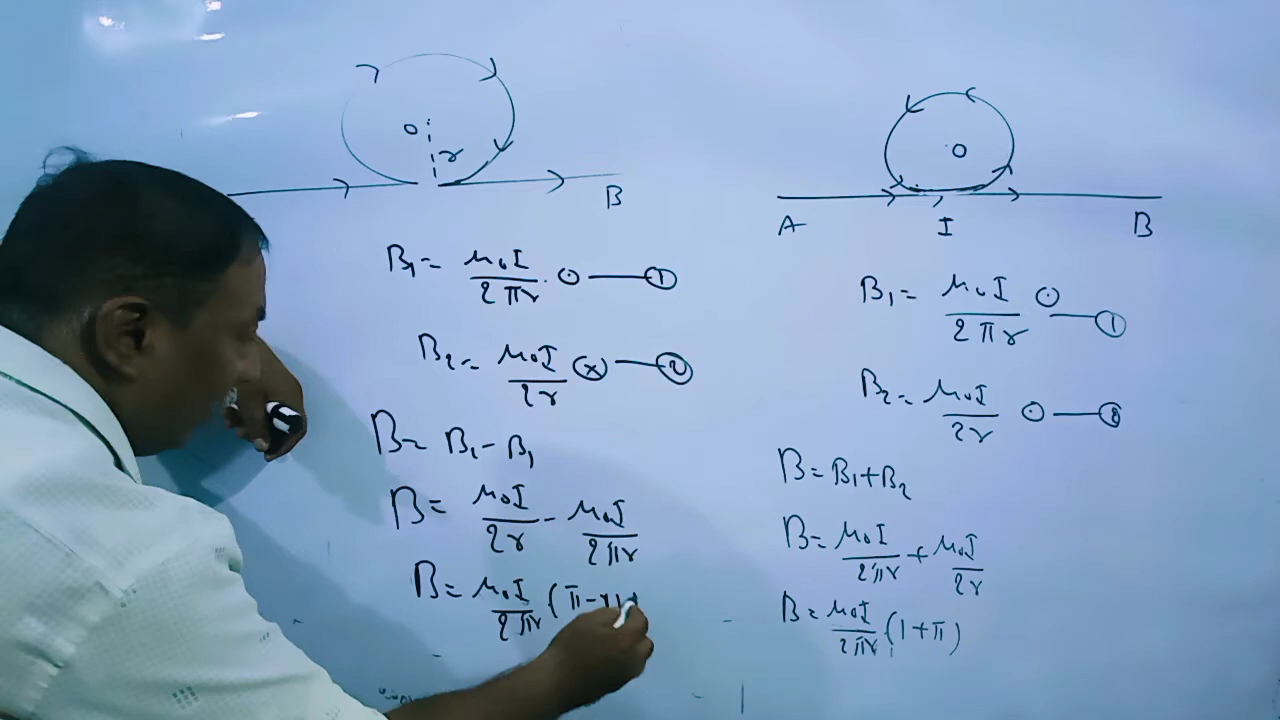 O
r
B
B₁ = μ₀I / 2πr ⊙ — ①
B₂ = μ₀I / 2r ⊗ — ②
B = B₂ - B₁
B = μ₀I / 2r - μ₀I / 2πr
B = μ₀I / 2πr (π -
O
A I B
B₁ = μ₀I / 2πr ⊙ — ①
B₂ = μ₀I / 2r ⊙ — ②
B = B₁ + B₂
B = μ₀I / 2πr + μ₀I / 2r
B = μ₀I / 2πr (1 + π)